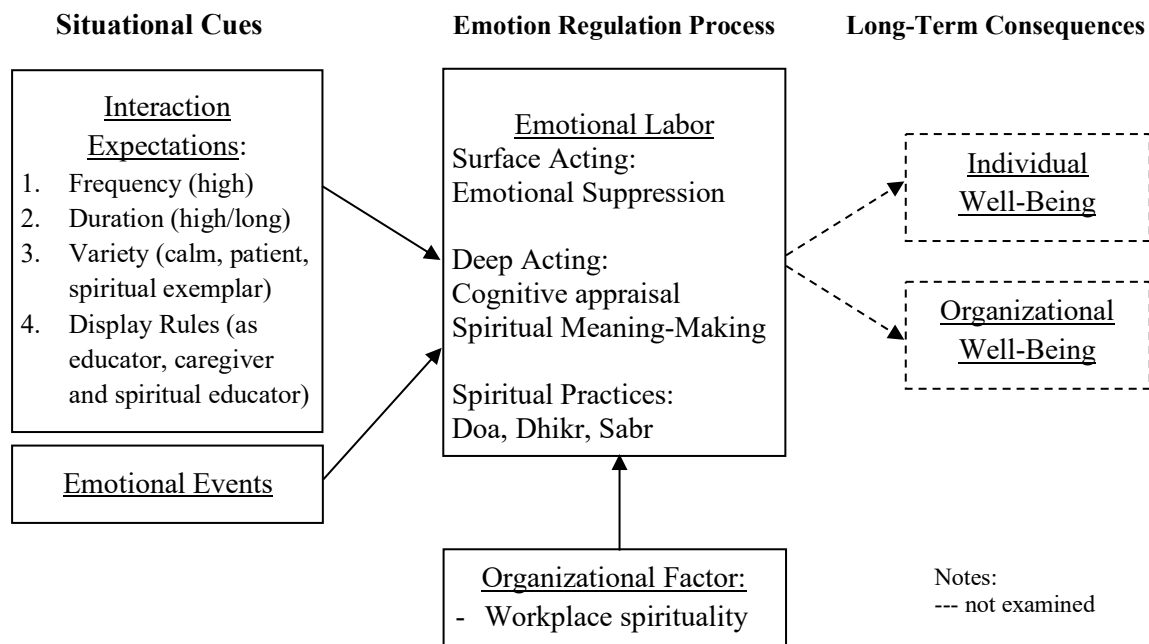 Situational Cues
Emotion Regulation Process
Long-Term Consequences
Interaction
Expectations:
1. Frequency (high)
2. Duration (high/long)
3. Variety (calm, patient,
spiritual exemplar)
4. Display Rules (as
educator, caregiver
and spiritual educator)
Emotional Events
Emotional Labor
Surface Acting:
Emotional Suppression
Deep Acting:
Cognitive appraisal
Spiritual Meaning-Making
Spiritual Practices:
Doa, Dhikr, Sabr
Organizational Factor:
- Workplace spirituality
Individual
Well-Being
Organizational
Well-Being
Notes:
--- not examined